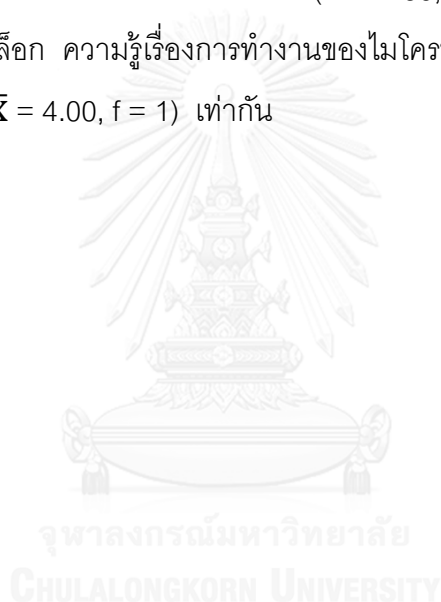 ล็อก ความรู้เรื่องการทำงานของไมโคร
X̄ = 4.00, f = 1) เท่ากัน
จุฬาลงกรณ์มหาวิทยาลัย
CHULALONGKORN UNIVERSITY